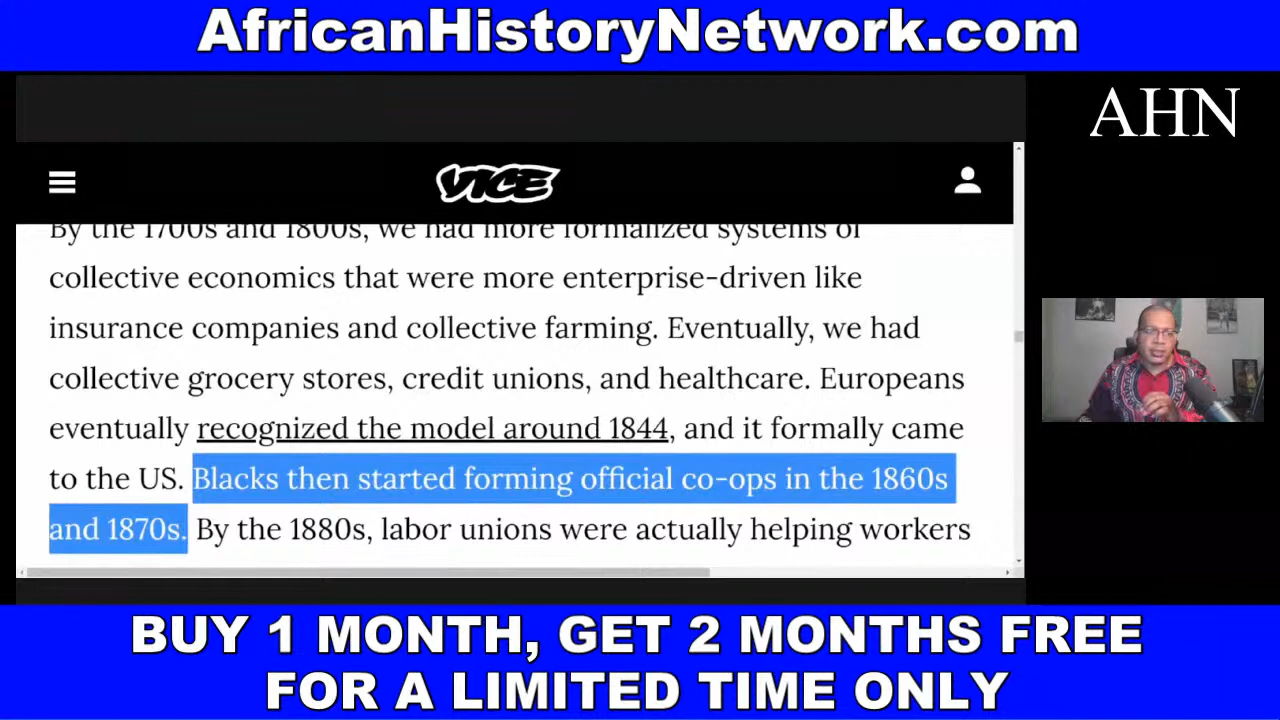 AfricanHistoryNetwork.com
AHN
VICE
By the 1700s and 1800s, we had more formalized systems of
collective economics that were more enterprise-driven like
insurance companies and collective farming. Eventually, we had
collective grocery stores, credit unions, and healthcare. Europeans
eventually recognized the model around 1844, and it formally came
to the US. Blacks then started forming official co-ops in the 1860s
and 1870s. By the 1880s, labor unions were actually helping workers
BUY 1 MONTH, GET 2 MONTHS FREE
FOR A LIMITED TIME ONLY